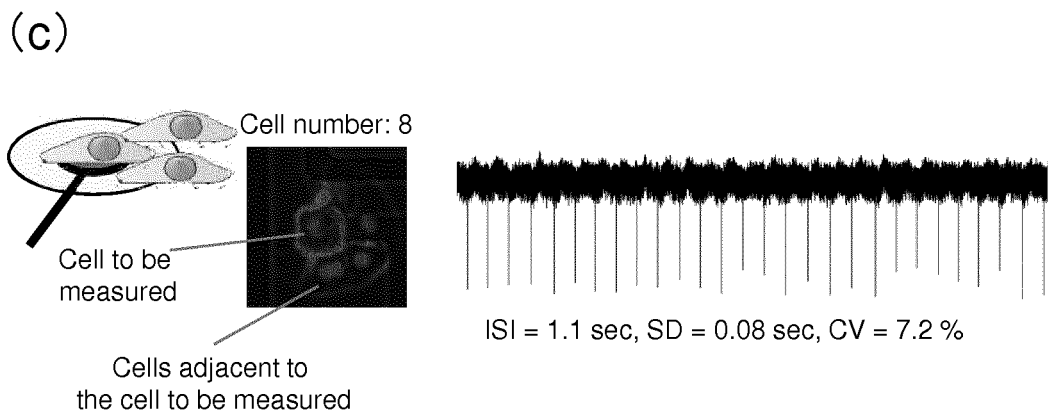 (c)
Cell number: 8
Cell to be
measured
Cells adjacent to
the cell to be measured
ISI = 1.1 sec, SD = 0.08 sec, CV = 7.2 %